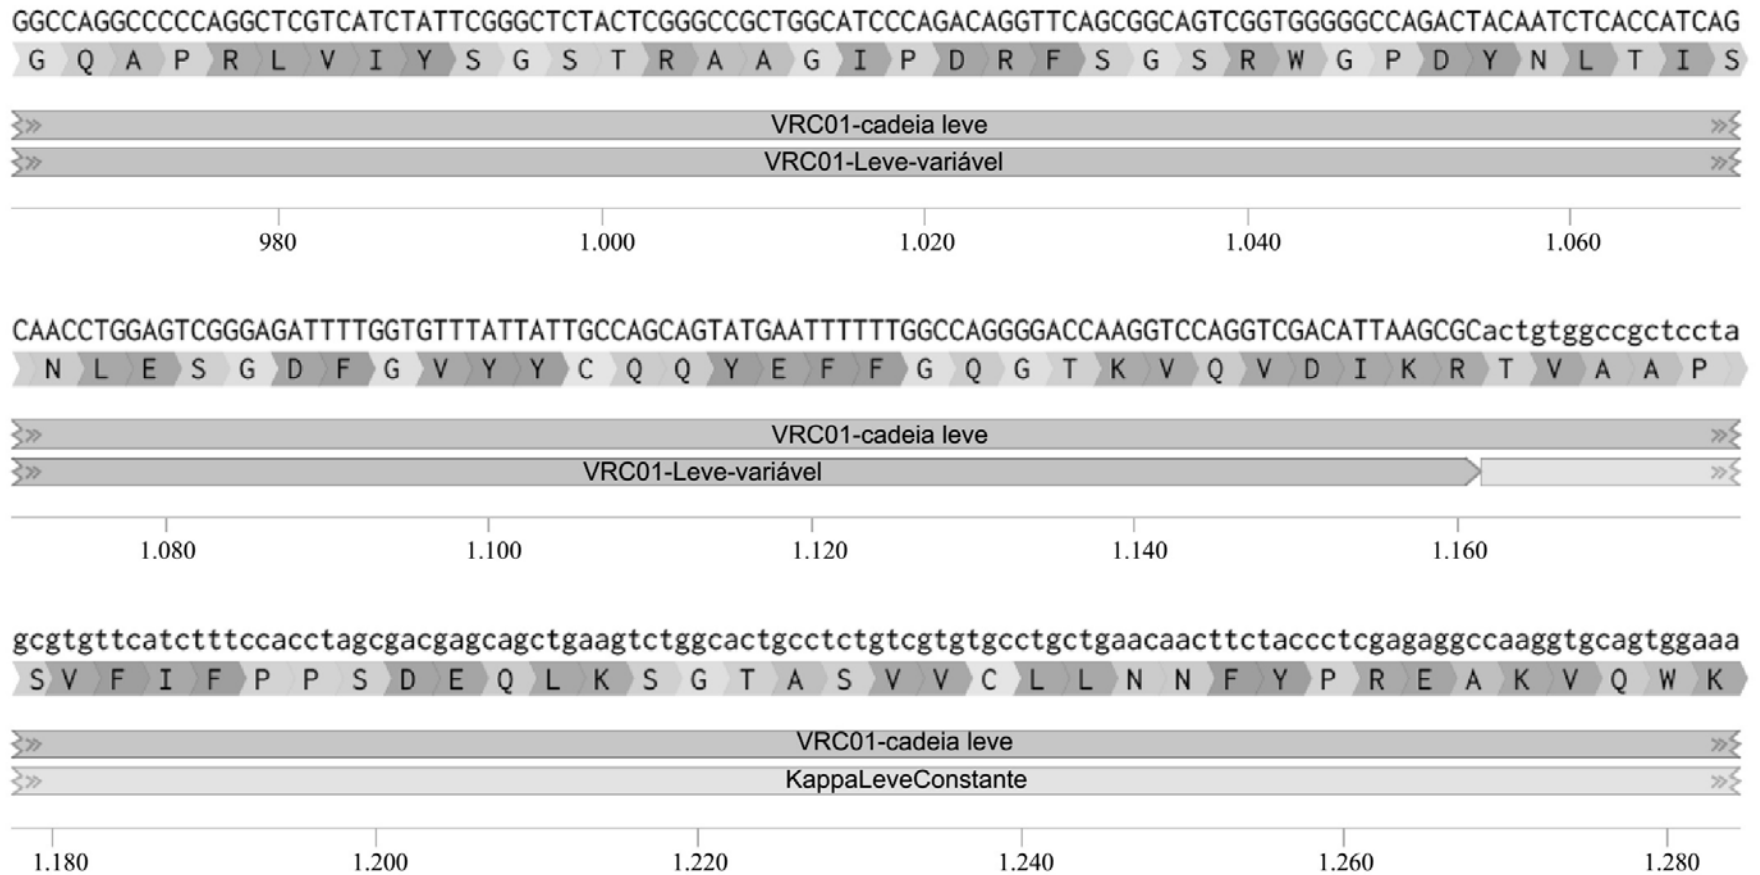 GGCCAGGCCCCCAGGCTCGTCATCTATTCGGGCTCTACTCGGGCCGCTGGCATCCCAGACAGGTTCAGCGGCAGTCGGTGGGGGCCAGACTACAATCTCACCATCAG
G Q A P R L V I Y S G S T R A A G I P D R F S G S R W G P D Y N L T I S
VRC01-cadeia leve
VRC01-Leve-variável
980 1.000 1.020 1.040 1.060
CAACCTGGAGTCGGGAGATTTTGGTGTTTATTATTGCCAGCAGTATGAATTTTTTGGCCAGGGGACCAAGGTCCAGGTCGACATTAAGCGCactgtggccgctccta
N L E S G D F G V Y Y C Q Q Y E F F G Q G T K V Q V D I K R T V A A P
VRC01-cadeia leve
VRC01-Leve-variável
1.080 1.100 1.120 1.140 1.160
gcgtgttcatctttccacctagcgacgagcagctgaagtctggcactgcctctgtcgtgtgcctgctgaacaacttctaccctcgagaggccaaggtgcagtggaaa
S V F I F P P S D E Q L K S G T A S V V C L L N N F Y P R E A K V Q W K
VRC01-cadeia leve
KappaLeveConstante
1.180 1.200 1.220 1.240 1.260 1.280